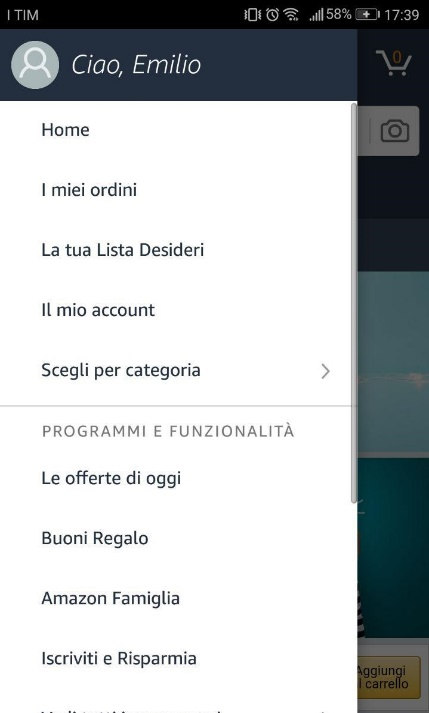 I TIM
58%
17:39
Ciao, Emilio
0
Home
I miei ordini
La tua Lista Desideri
Il mio account
Scegli per categoria
PROGRAMMI E FUNZIONALITÀ
Le offerte di oggi
Buoni Regalo
Amazon Famiglia
Iscriviti e Risparmia
Aggiungi
l carrello